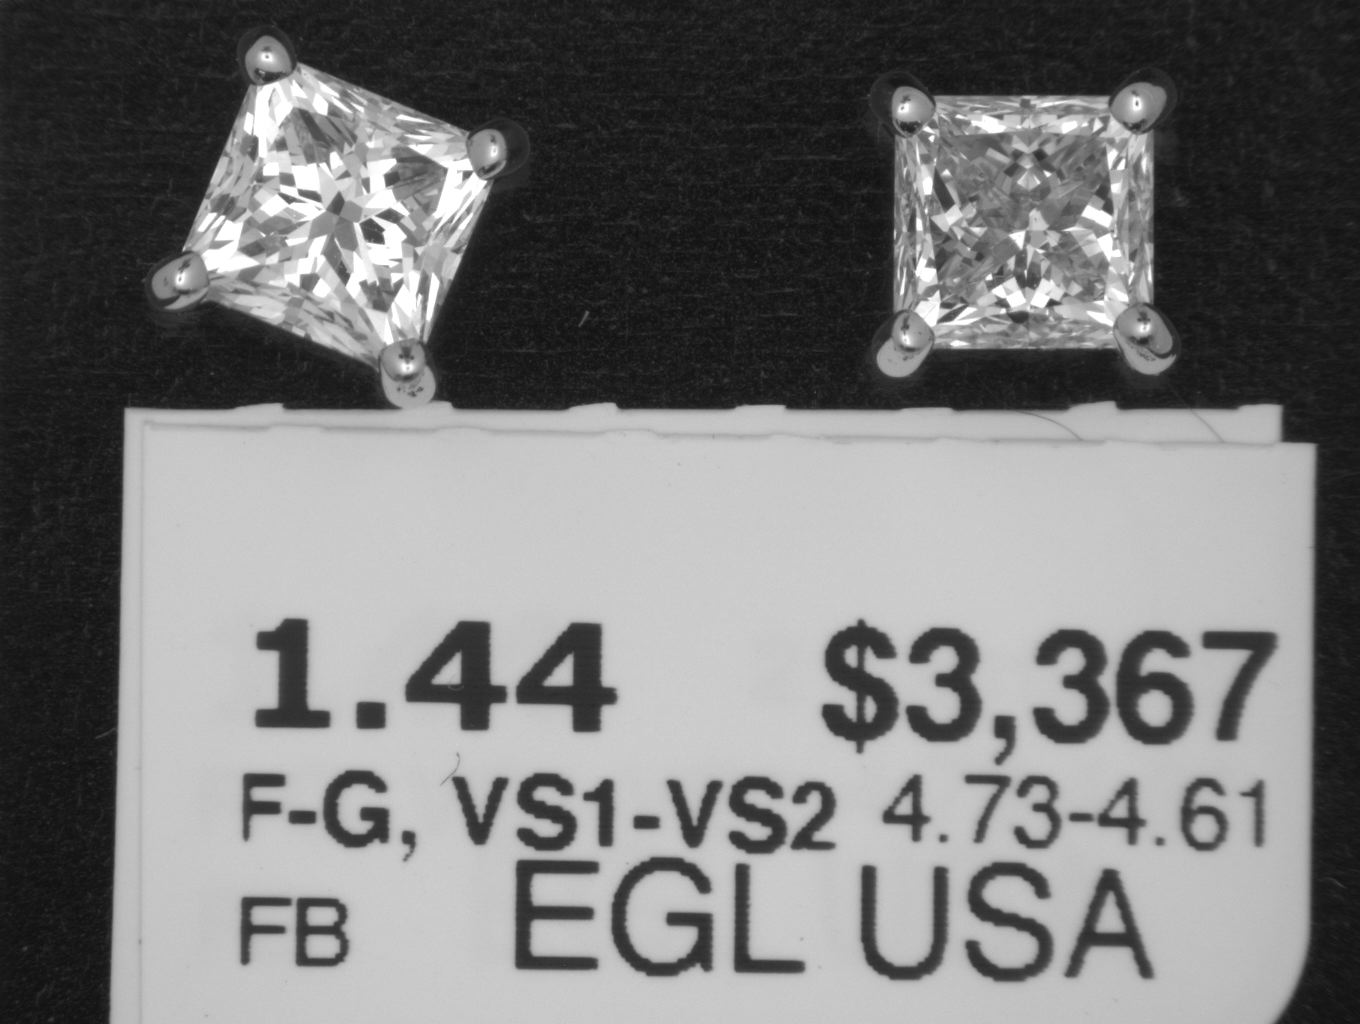 1.44 $3,367
F-G, VS1-VS2 4.73-4.61
FB EGL USA